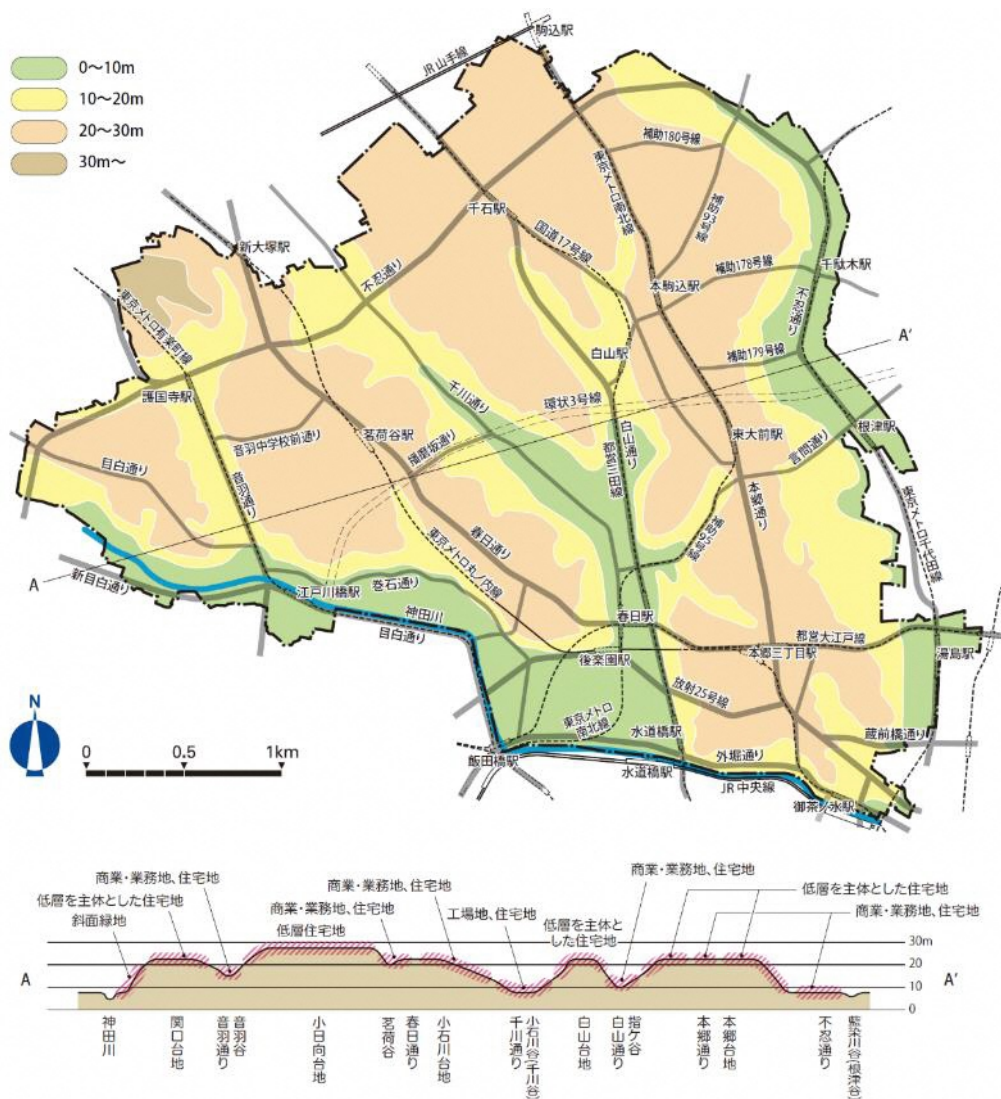 0～10m
10～20m
20～30m
30m～
駒込駅
JR山手線
補助180号線
東京メトロ南北線
補助93号線
千石駅
国道17号線
新大塚駅
不忍通り
補助178号線
千駄木駅
本駒込駅
不忍通り
東京メトロ有楽町線
白山駅
補助179号線
A'
護国寺駅
千川通り
環状3号線
音羽中学校前通り
茗荷谷駅
播磨坂通り
都営三田線
白山通り
東大前駅
言問通り
根津駅
目白通り
音羽通り
本郷通り
春日通り
補助95号線
東京メトロ千代田線
東京メトロ丸ノ内線
A
新目白通り
江戸川橋駅
巻石通り
神田川
目白通り
春日駅
都営大江戸線
湯島駅
本郷三丁目駅
後楽園駅
放射25号線
東京メトロ
南北線
水道橋駅
蔵前橋通り
外堀通り
飯田橋駅
水道橋駅
JR中央線
御茶ノ水駅
N
0 0.5 1km
商業・業務地、住宅地
低層を主体とした住宅地
斜面緑地
商業・業務地、住宅地
商業・業務地、住宅地
低層住宅地
工場地、住宅地
商業・業務地、住宅地
低層を主体と
した住宅地
低層を主体とした住宅地
商業・業務地、住宅地
30m
20
10
0
A
A'
神田川
関口台地
音羽通り
音羽谷
小日向台地
茗荷谷
春日通り
小石川台地
千川通り
小石川谷(千川谷)
白山台地
白山通り
指ケ谷
本郷通り
本郷台地
不忍通り
藍染川谷(根津谷)